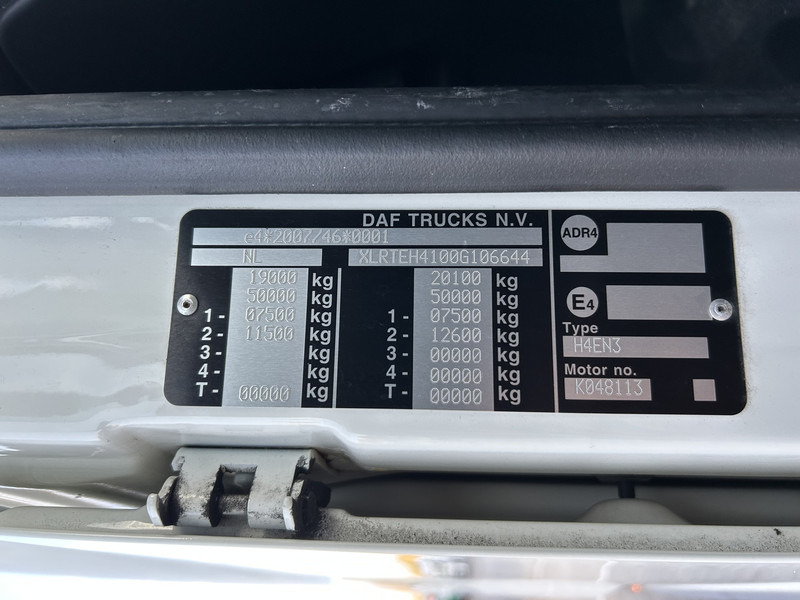 DAF TRUCKS N.V.
e4*2007/46*0001
NL XLRTEH4100G106644
19000 kg 20100 kg
50000 kg 50000 kg
1- 07500 kg 1- 07500 kg
2- 11500 kg 2- 12600 kg
3- kg 3- 00000 kg
4- kg 4- 00000 kg
T- 00000 kg T- 00000 kg
ADR4
E4
Type
H4EN3
Motor no.
K048113